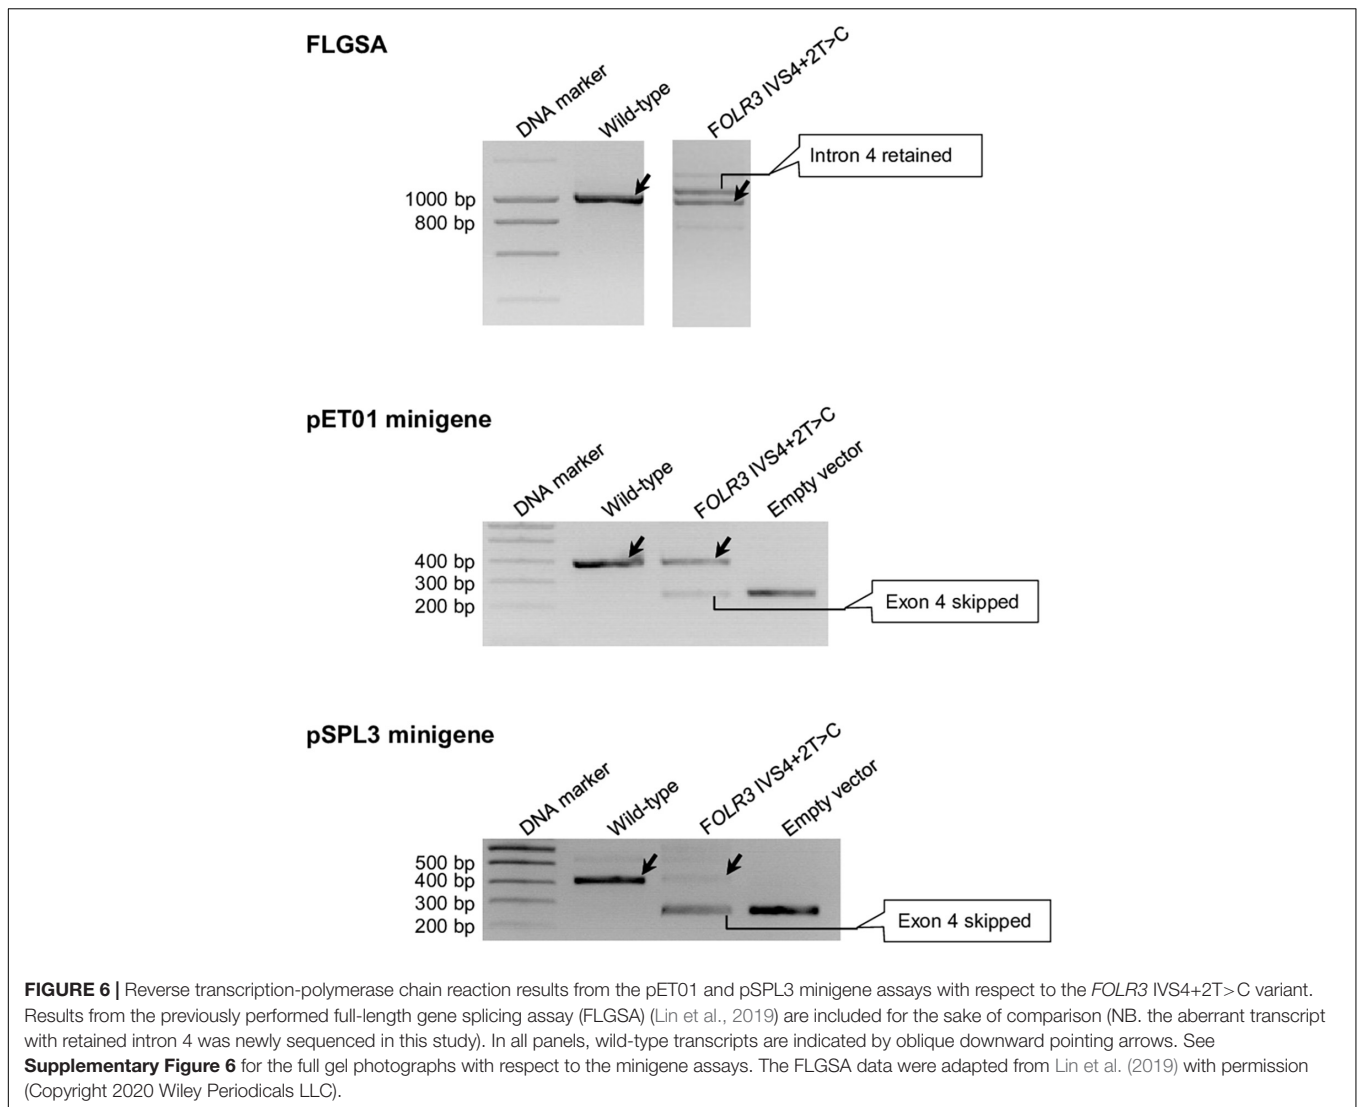 FLGSA
DNA marker
Wild-type
FOLR3 IVS4+2T>C
Intron 4 retained
1000 bp
800 bp
pET01 minigene
DNA marker
Wild-type
FOLR3 IVS4+2T>C
Empty vector
400 bp
300 bp
200 bp
Exon 4 skipped
pSPL3 minigene
DNA marker
Wild-type
FOLR3 IVS4+2T>C
Empty vector
500 bp
400 bp
300 bp
200 bp
Exon 4 skipped
FIGURE 6 | Reverse transcription-polymerase chain reaction results from the pET01 and pSPL3 minigene assays with respect to the FOLR3 IVS4+2T>C variant.
Results from the previously performed full-length gene splicing assay (FLGSA) (Lin et al., 2019) are included for the sake of comparison (NB. the aberrant transcript
with retained intron 4 was newly sequenced in this study). In all panels, wild-type transcripts are indicated by oblique downward pointing arrows. See
Supplementary Figure 6 for the full gel photographs with respect to the minigene assays. The FLGSA data were adapted from Lin et al. (2019) with permission
(Copyright 2020 Wiley Periodicals LLC).